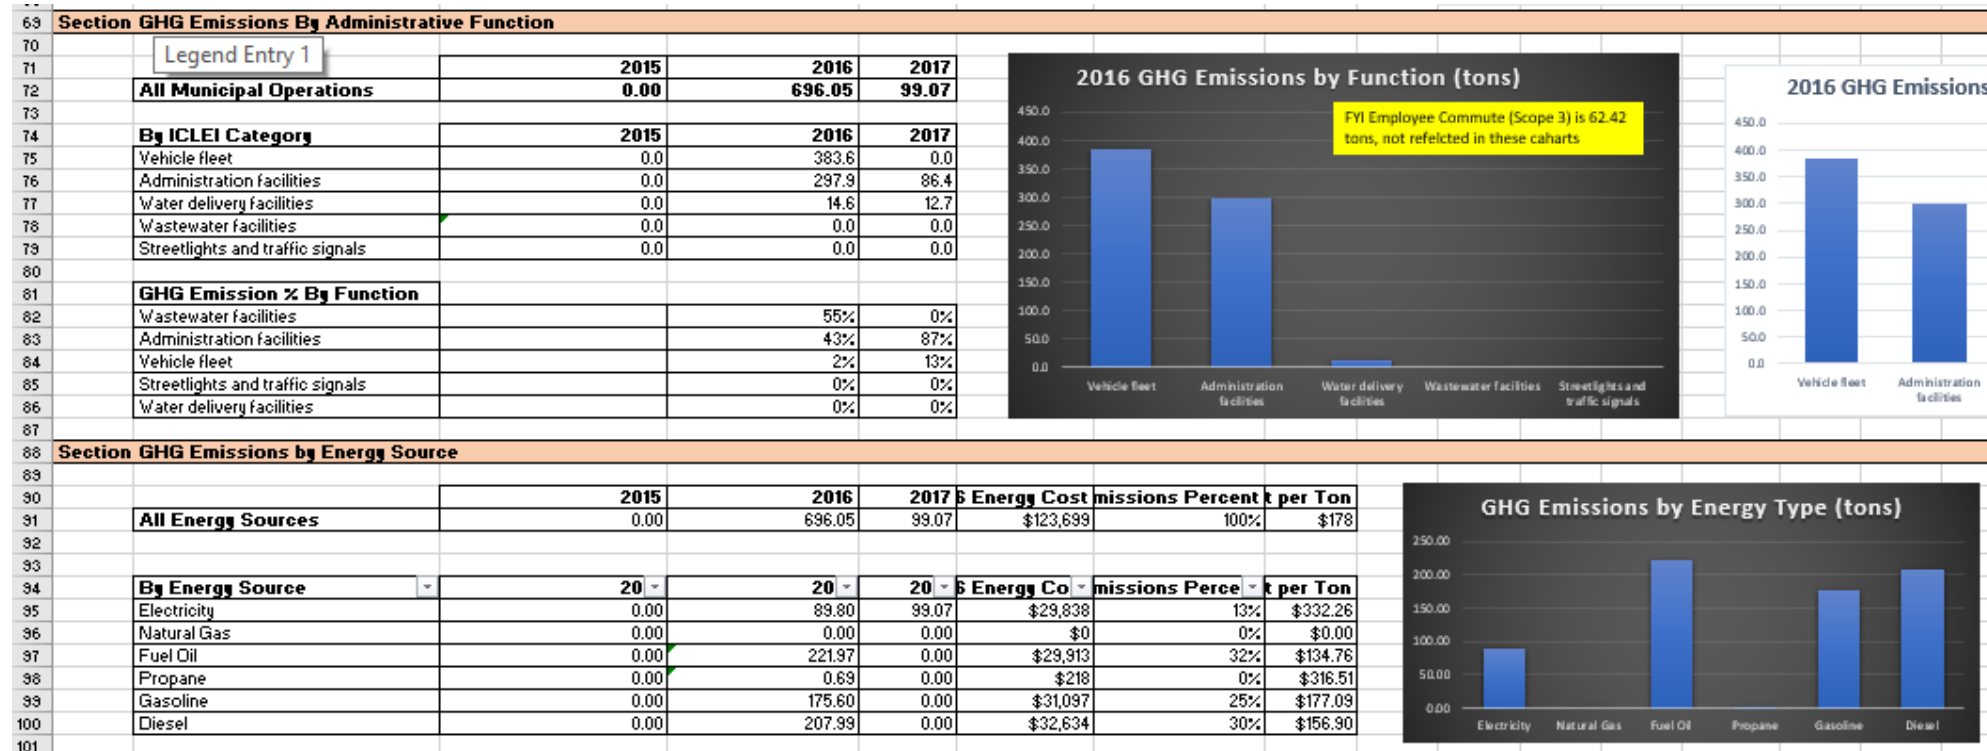 69 Section GHG Emissions By Administrative Function
70
Legend Entry 1
71 2015 2016 2017
72 All Municipal Operations 0.00 696.05 99.07
73
74 By ICLEI Category 2015 2016 2017
75 Vehicle fleet 0.0 383.6 0.0
76 Administration facilities 0.0 297.9 86.4
77 Water delivery facilities 0.0 14.6 12.7
78 Wastewater facilities 0.0 0.0 0.0
79 Streetlights and traffic signals 0.0 0.0 0.0
80
81 GHG Emission % By Function
82 Wastewater facilities 55% 0%
83 Administration facilities 43% 87%
84 Vehicle fleet 2% 13%
85 Streetlights and traffic signals 0% 0%
86 Water delivery facilities 0% 0%
87
2016 GHG Emissions by Function (tons)
FYI Employee Commute (Scope 3) is 62.42
tons, not refelcted in these caharts
450.0
400.0
350.0
300.0
250.0
200.0
150.0
100.0
50.0
0.0
Vehicle fleet Administration facilities Water delivery facilities Wastewater facilities Streetlights and traffic signals
2016 GHG Emissions
450.0
400.0
350.0
300.0
250.0
200.0
150.0
100.0
50.0
0.0
Vehicle fleet Administration facilities
88 Section GHG Emissions by Energy Source
89
90 2015 2016 2017 6 Energy Cost missions Percent t per Ton
91 All Energy Sources 0.00 696.05 99.07 $123,699 100% $178
92
93
94 By Energy Source 20 20 20 6 Energy Co missions Perce t per Ton
95 Electricity 0.00 89.80 99.07 $29,838 13% $332.26
96 Natural Gas 0.00 0.00 0.00 $0 0% $0.00
97 Fuel Oil 0.00 221.97 0.00 $29,913 32% $134.76
98 Propane 0.00 0.69 0.00 $218 0% $316.51
99 Gasoline 0.00 175.60 0.00 $31,097 25% $177.09
100 Diesel 0.00 207.99 0.00 $32,634 30% $156.90
101
GHG Emissions by Energy Type (tons)
250.00
200.00
150.00
100.00
50.00
0.00
Electricity Natural Gas Fuel Oil Propane Gasoline Diesel